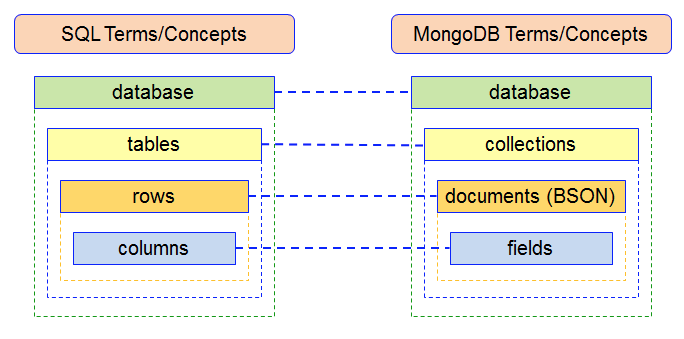 SQL Terms/Concepts
MongoDB Terms/Concepts
database
database
tables
collections
rows
documents (BSON)
columns
fields